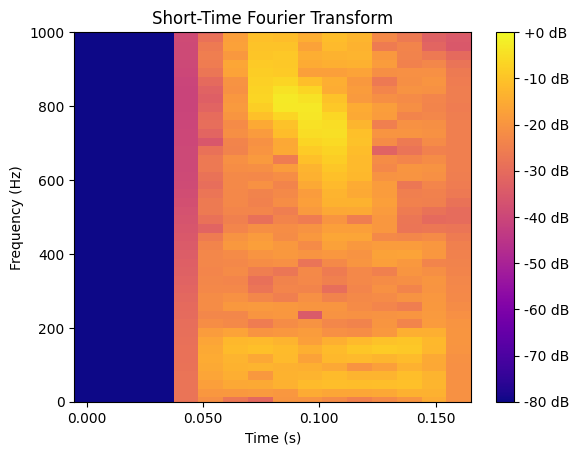 Short-Time Fourier Transform
1000
800
600
400
200
0
Frequency (Hz)
0.000
0.050
0.100
0.150
Time (s)
+0 dB
-10 dB
-20 dB
-30 dB
-40 dB
-50 dB
-60 dB
-70 dB
-80 dB